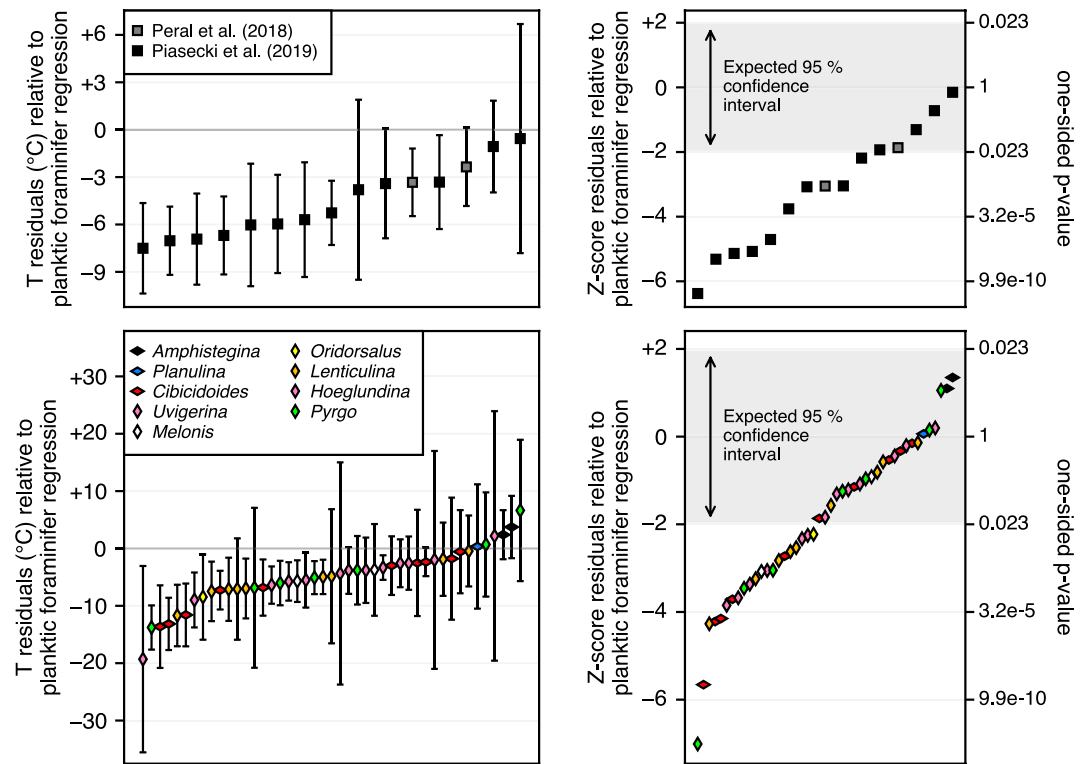 T residuals (°C) relative to
planktic foraminifer regression
+6
+3
0
−3
−6
−9
Peral et al. (2018)
Piasecki et al. (2019)
Z-score residuals relative to
planktic foraminifer regression
+2
0
−2
−4
−6
Expected 95 %
confidence
interval
0.023
1
0.023
3.2e-5
9.9e-10
one-sided p-value
T residuals (°C) relative to
planktic foraminifer regression
+30
+20
+10
0
−10
−20
−30
Amphistegina
Planulina
Cibicidoides
Uvigerina
Melonis
Oridorsalus
Lenticulina
Hoeglundina
Pyrgo
Z-score residuals relative to
planktic foraminifer regression
+2
0
−2
−4
−6
Expected 95 %
confidence
interval
0.023
1
0.023
3.2e-5
9.9e-10
one-sided p-value